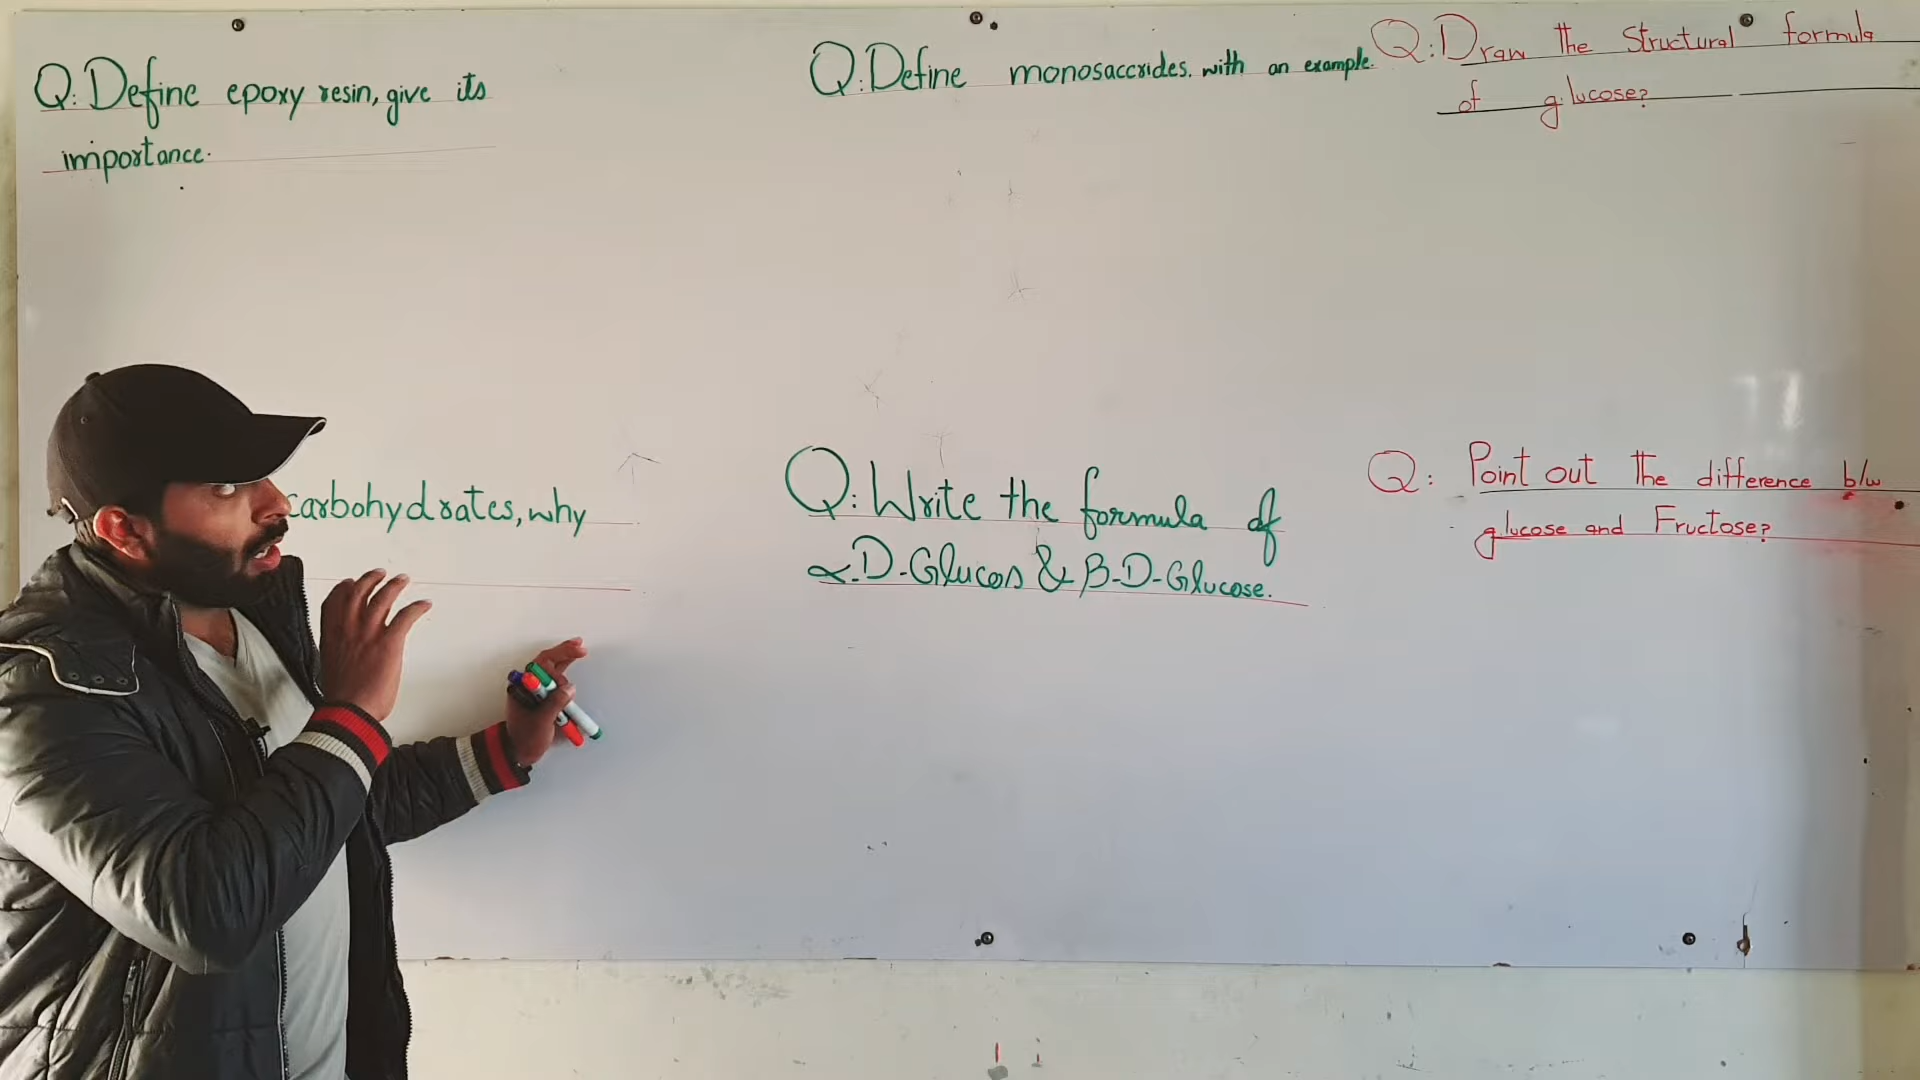 Q: Define epoxy resin, give its
importance.
carbohydrates, why
Q: Define monosaccrides. with an example.
Q: Write the formula of
α-D-Glucos & β-D-Glucose.
Q: Draw the Structural formula
of glucose?
Q: Point out the difference b/w
glucose and Fructose?